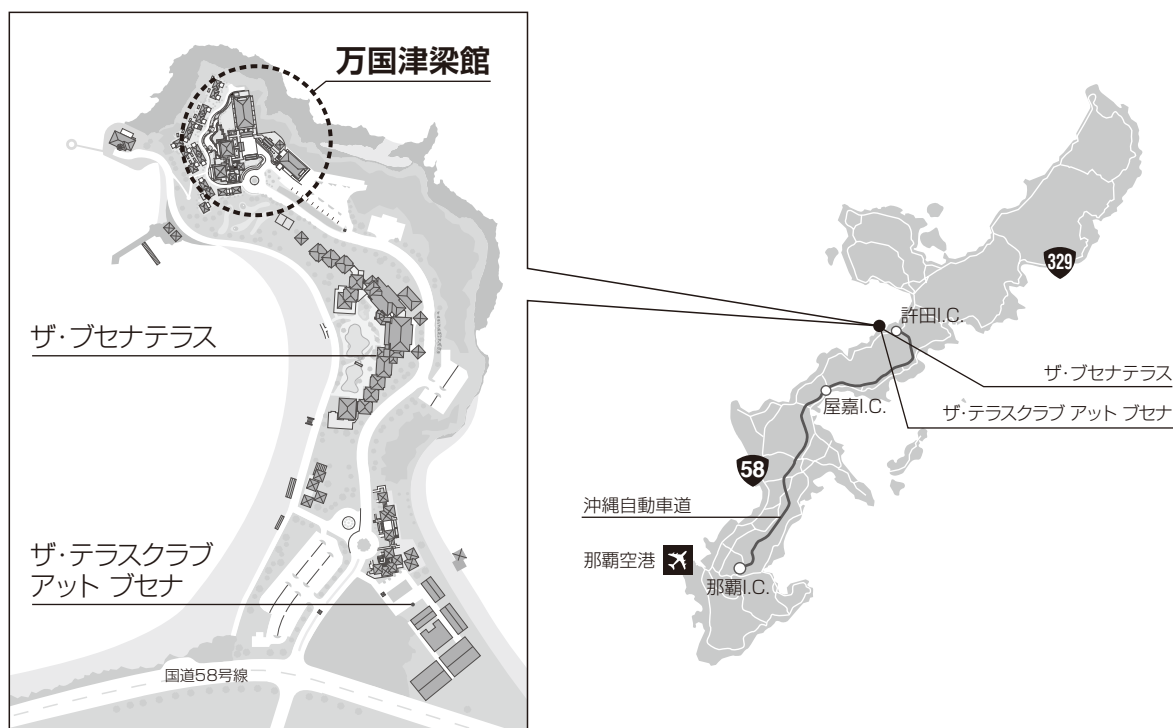 万国津梁館
ザ・ブセナテラス
ザ・テラスクラブ
アット ブセナ
国道58号線
329
許田I.C.
ザ・ブセナテラス
屋嘉I.C.
ザ・テラスクラブ アット ブセナ
58
沖縄自動車道
那覇空港
那覇I.C.